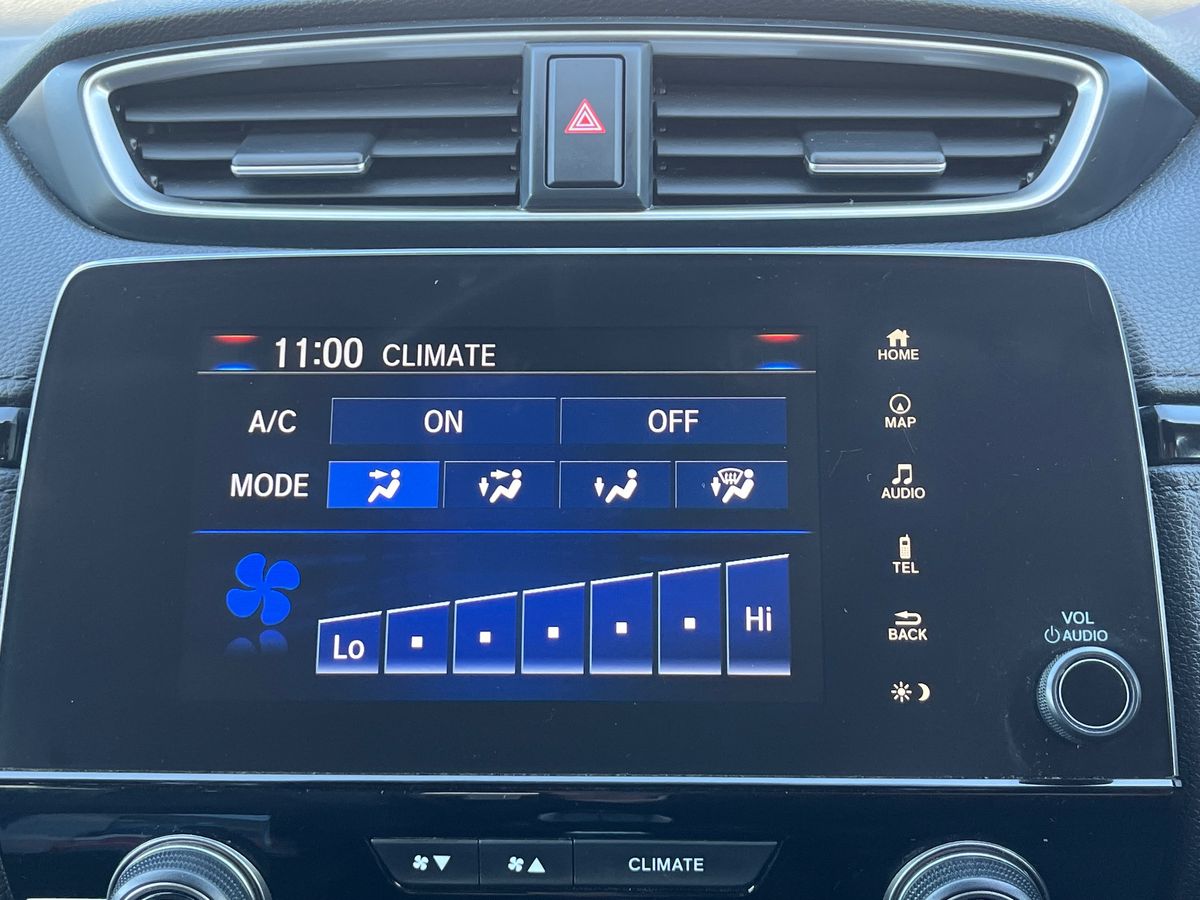 11:00 CLIMATE
A/C ON OFF
MODE
Lo Hi
HOME
MAP
AUDIO
TEL
BACK
VOL
AUDIO
CLIMATE